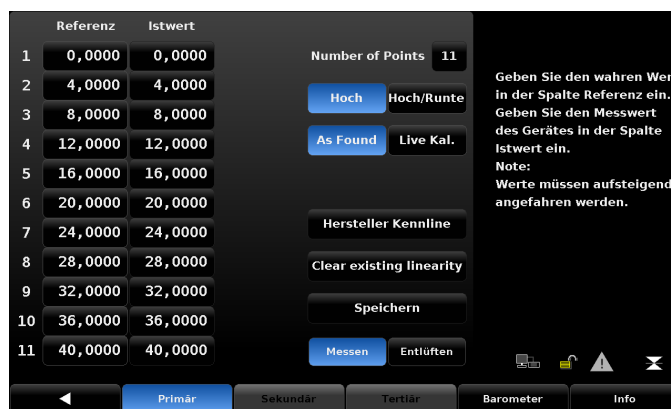 Referenz Istwert
1 0,0000 0,0000 Number of Points 11
2 4,0000 4,0000
3 8,0000 8,0000
4 12,0000 12,0000
5 16,0000 16,0000
6 20,0000 20,0000
7 24,0000 24,0000
8 28,0000 28,0000
9 32,0000 32,0000
10 36,0000 36,0000
11 40,0000 40,0000
Hoch Hoch/Runte
As Found Live Kal.
Hersteller Kennline
Clear existing linearity
Speichern
Messen Entlüften
Geben Sie den wahren Wer
in der Spalte Referenz ein.
Geben Sie den Messwert
des Gerätes in der Spalte
Istwert ein.
Note:
Werte müssen aufsteigend
angefahren werden.
Primär Sekundär Tertiär Barometer Info